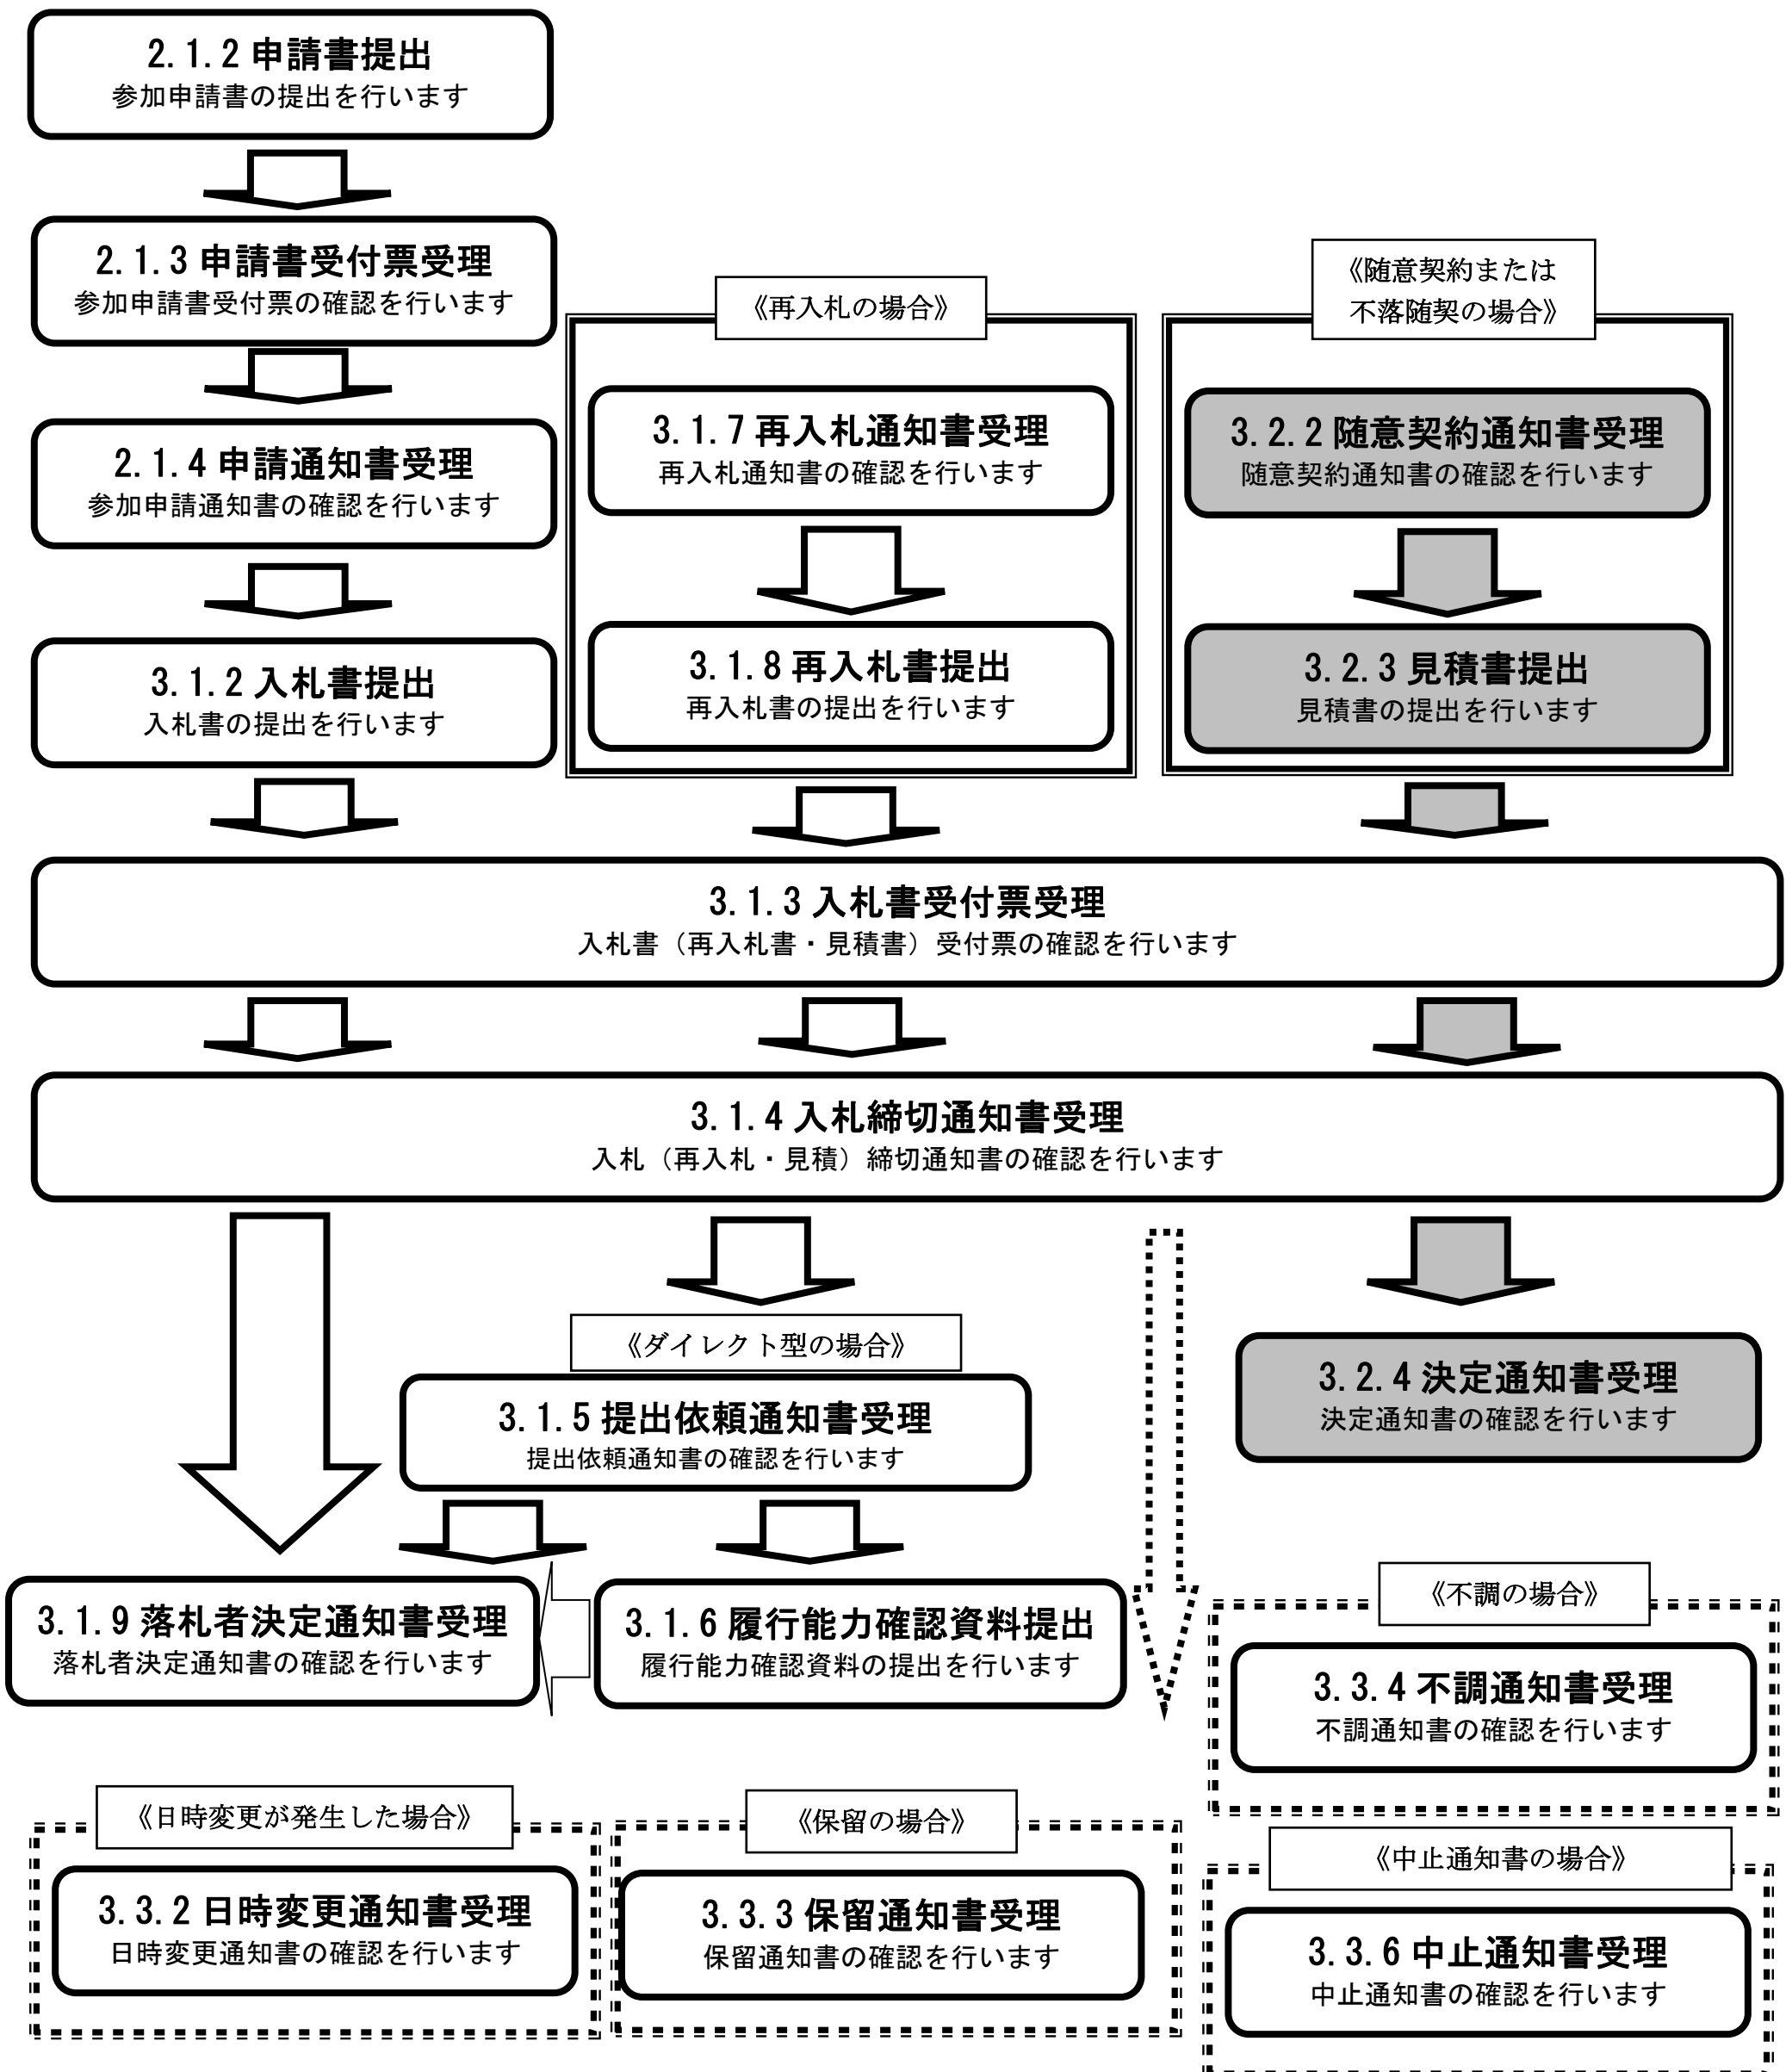 2.1.2 申請書提出
参加申請書の提出を行います
2.1.3 申請書受付票受理
参加申請書受付票の確認を行います
2.1.4 申請通知書受理
参加申請通知書の確認を行います
3.1.2 入札書提出
入札書の提出を行います
《再入札の場合》
3.1.7 再入札通知書受理
再入札通知書の確認を行います
3.1.8 再入札書提出
再入札書の提出を行います
《随意契約または
不落随契の場合》
3.2.2 随意契約通知書受理
随意契約通知書の確認を行います
3.2.3 見積書提出
見積書の提出を行います
3.1.3 入札書受付票受理
入札書（再入札書・見積書）受付票の確認を行います
3.1.4 入札締切通知書受理
入札（再入札・見積）締切通知書の確認を行います
《ダイレクト型の場合》
3.1.5 提出依頼通知書受理
提出依頼通知書の確認を行います
3.2.4 決定通知書受理
決定通知書の確認を行います
3.1.9 落札者決定通知書受理
落札者決定通知書の確認を行います
3.1.6 履行能力確認資料提出
履行能力確認資料の提出を行います
《不調の場合》
3.3.4 不調通知書受理
不調通知書の確認を行います
《日時変更が発生した場合》
3.3.2 日時変更通知書受理
日時変更通知書の確認を行います
《保留の場合》
3.3.3 保留通知書受理
保留通知書の確認を行います
《中止通知書の場合》
3.3.6 中止通知書受理
中止通知書の確認を行います